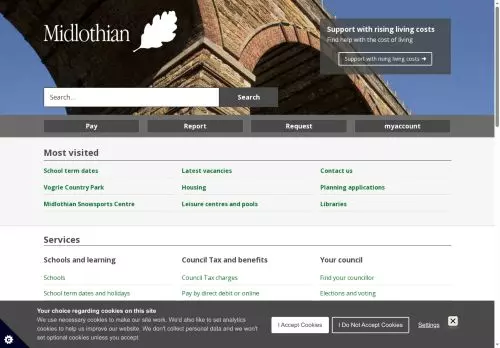 Midlothian
Support with rising living costs
Find help with the cost of living
Support with rising living costs ➔
Search...
Search
Pay
Report
Request
myaccount
Most visited
School term dates
Latest vacancies
Contact us
Vogrie Country Park
Housing
Planning applications
Midlothian Snowsports Centre
Leisure centres and pools
Libraries
Services
Schools and learning
Council Tax and benefits
Your council
Schools
Council Tax charges
Find your councillor
School term dates and holidays
Pay by direct debit or online
Elections and voting
Your choice regarding cookies on this site
We use necessary cookies to make our site work. We'd also like to set analytics
cookies to help us improve our website. We don't collect personal data and we won't
set optional cookies unless you accept.
I Accept Cookies
I Do Not Accept Cookies
Settings